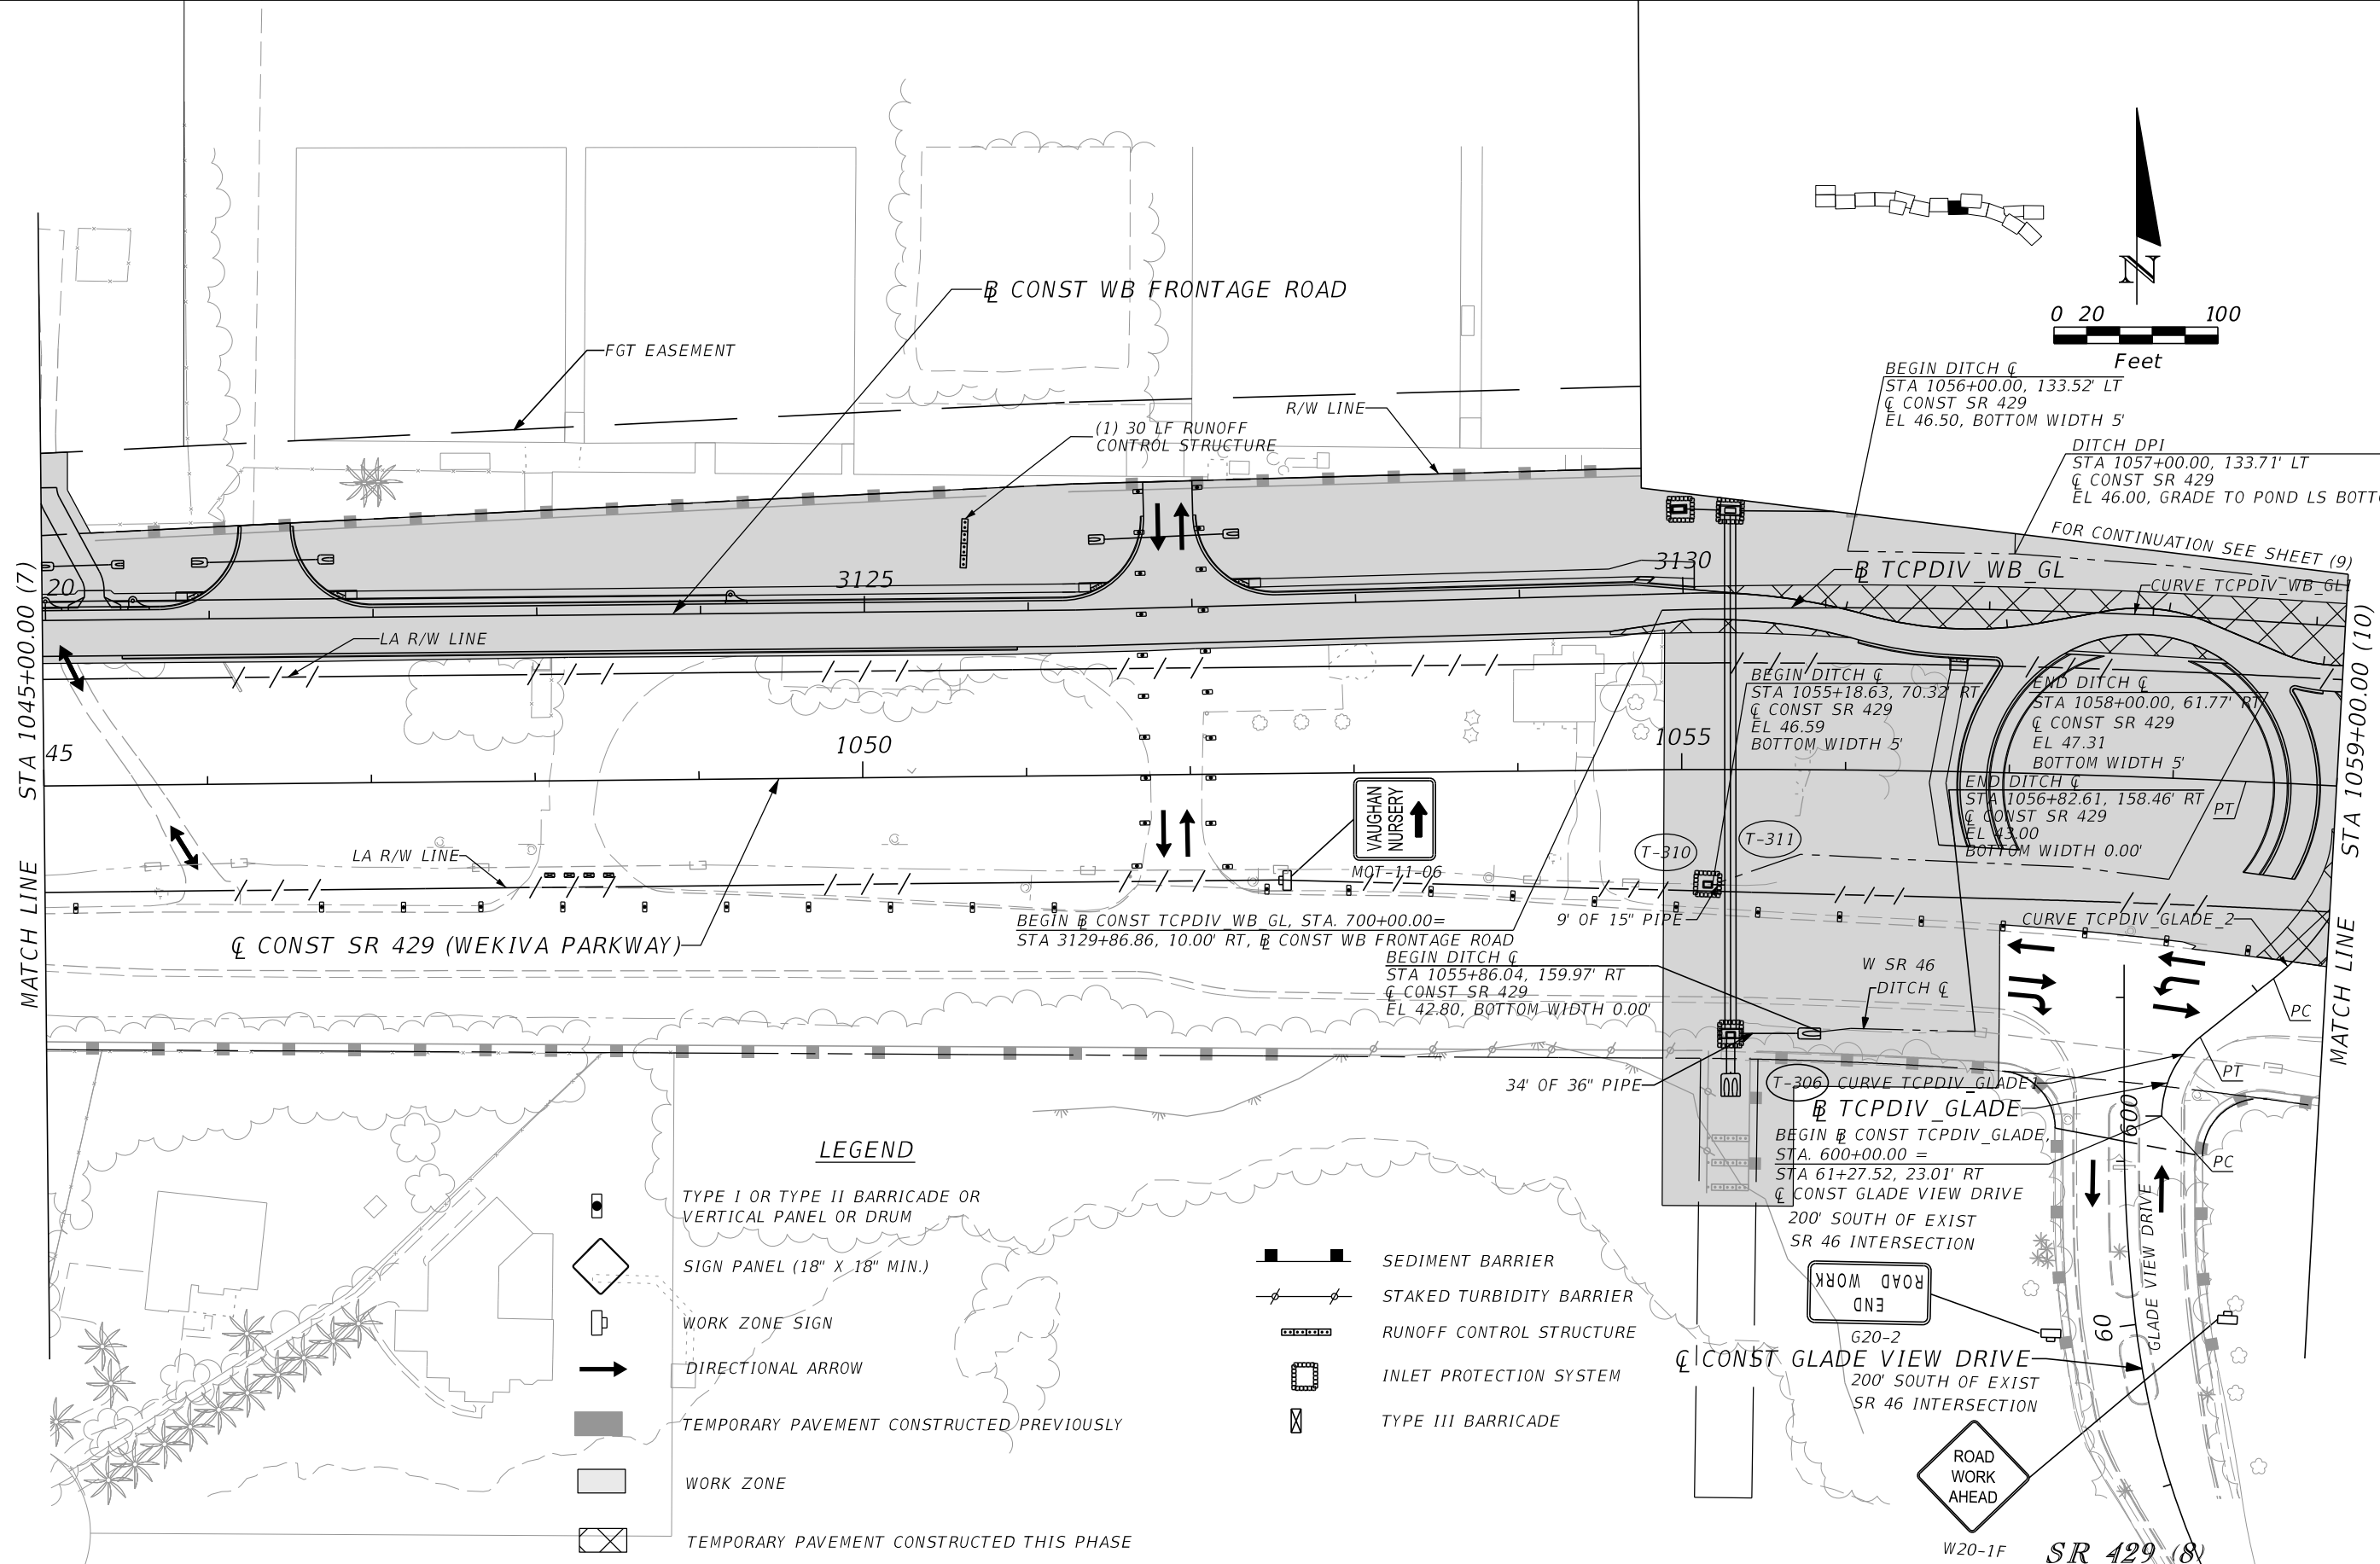 0 20 100
Feet
℄ CONST WB FRONTAGE ROAD
FGT EASEMENT
R/W LINE
(1) 30 LF RUNOFF
CONTROL STRUCTURE
BEGIN DITCH ℄
STA 1056+00.00, 133.52' LT
℄ CONST SR 429
EL 46.50, BOTTOM WIDTH 5'
DITCH DPI
STA 1057+00.00, 133.71' LT
℄ CONST SR 429
EL 46.00, GRADE TO POND LS BOTT
FOR CONTINUATION SEE SHEET (9)
N
20
3125
3130
BL TCPDIV_WB_GL
CURVE TCPDIV_WB_GL1
LA R/W LINE
MATCH LINE STA 1045+00.00 (7)
MATCH LINE STA 1059+00.00 (10)
45
1050
1055
BEGIN DITCH ℄
STA 1055+18.63, 70.32' RT
℄ CONST SR 429
EL 46.59
BOTTOM WIDTH 5'
END DITCH ℄
STA 1058+00.00, 61.77' RT
℄ CONST SR 429
EL 47.31
BOTTOM WIDTH 5'
END DITCH ℄
STA 1056+82.61, 158.46' RT
℄ CONST SR 429
EL 43.00
BOTTOM WIDTH 0.00'
PT
VAUGHAN
NURSERY
MOT-11-06
T-310
T-311
LA R/W LINE
℄ CONST SR 429 (WEKIVA PARKWAY)
BEGIN BL CONST TCPDIV_WB_GL, STA. 700+00.00=
STA 3129+86.86, 10.00' RT, BL CONST WB FRONTAGE ROAD
9' OF 15" PIPE
CURVE TCPDIV_GLADE_2
BEGIN DITCH ℄
STA 1055+86.04, 159.97' RT
℄ CONST SR 429
EL 42.80, BOTTOM WIDTH 0.00'
W SR 46
DITCH ℄
PC
34' OF 36" PIPE
T-306
CURVE TCPDIV_GLADE1
PT
BL TCPDIV_GLADE
600
BEGIN BL CONST TCPDIV_GLADE,
STA. 600+00.00 =
STA 61+27.52, 23.01' RT
℄ CONST GLADE VIEW DRIVE
PC
200' SOUTH OF EXIST
SR 46 INTERSECTION
END
ROAD WORK
G20-2
GLADE VIEW DRIVE
60
℄ CONST GLADE VIEW DRIVE
200' SOUTH OF EXIST
SR 46 INTERSECTION
ROAD
WORK
AHEAD
W20-1F
SR 429 (8)
LEGEND
TYPE I OR TYPE II BARRICADE OR
VERTICAL PANEL OR DRUM
SIGN PANEL (18" X 18" MIN.)
WORK ZONE SIGN
DIRECTIONAL ARROW
TEMPORARY PAVEMENT CONSTRUCTED PREVIOUSLY
WORK ZONE
TEMPORARY PAVEMENT CONSTRUCTED THIS PHASE
SEDIMENT BARRIER
STAKED TURBIDITY BARRIER
RUNOFF CONTROL STRUCTURE
INLET PROTECTION SYSTEM
TYPE III BARRICADE